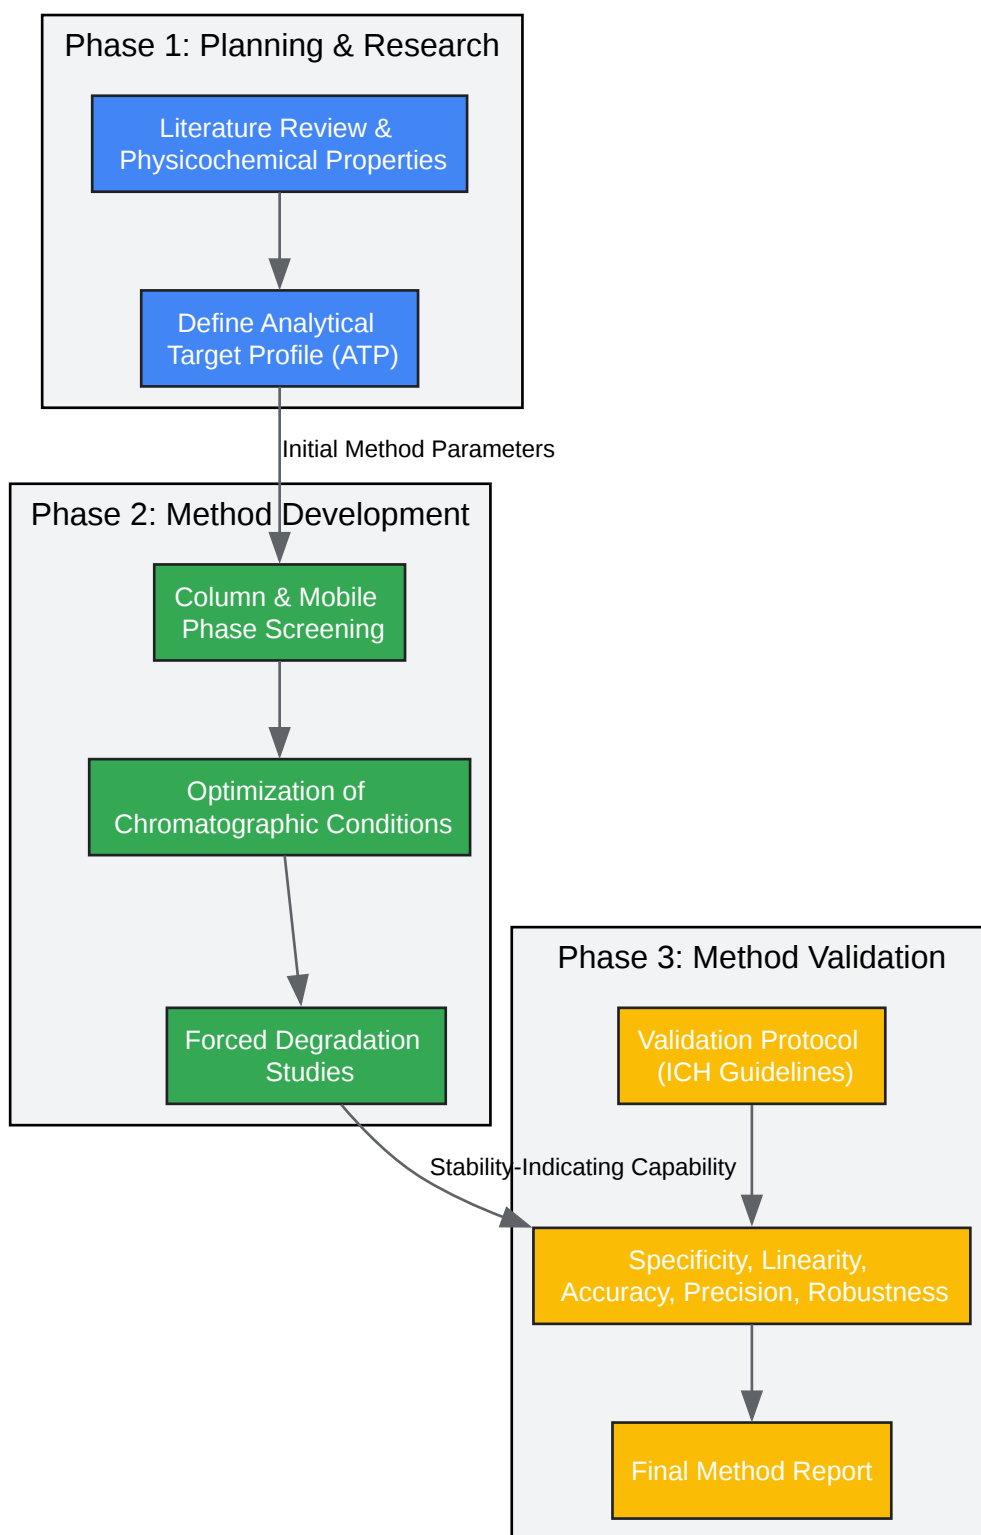 Phase 1: Planning & Research
Literature Review &
Physicochemical Properties
Define Analytical
Target Profile (ATP)
Initial Method Parameters
Phase 2: Method Development
Column & Mobile
Phase Screening
Optimization of
Chromatographic Conditions
Forced Degradation
Studies
Stability-Indicating Capability
Phase 3: Method Validation
Validation Protocol
(ICH Guidelines)
Specificity, Linearity,
Accuracy, Precision, Robustness
Final Method Report